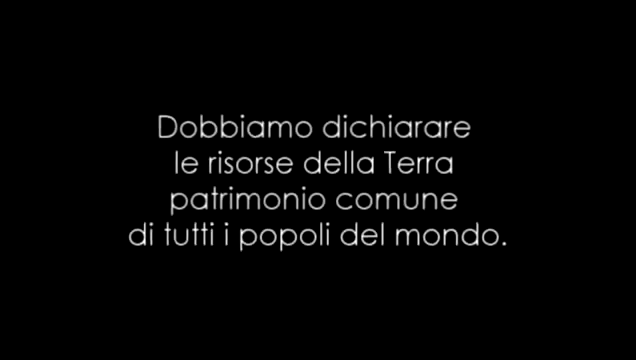 Dobbiamo dichiarare
le risorse della Terra
patrimonio comune
di tutti i popoli del mondo.